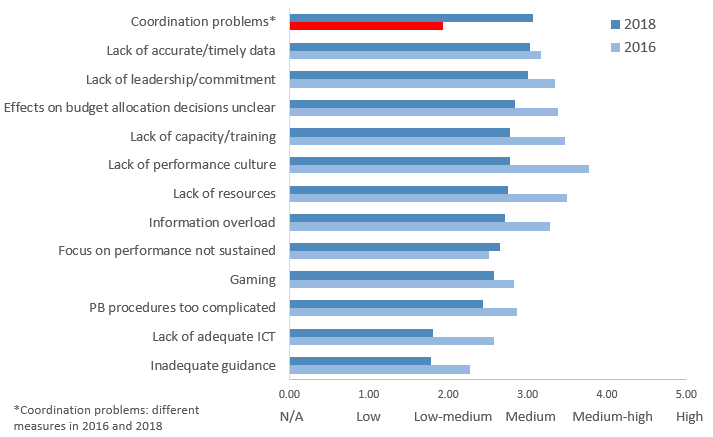 Coordination problems*
2018
Lack of accurate/timely data
2016
Lack of leadership/commitment
Effects on budget allocation decisions unclear
Lack of capacity/training
Lack of performance culture
Lack of resources
Information overload
Focus on performance not sustained
Gaming
PB procedures too complicated
Lack of adequate ICT
Inadequate guidance
0.00 1.00 2.00 3.00 4.00 5.00
N/A Low Low-medium Medium Medium-high High
*Coordination problems: different
measures in 2016 and 2018